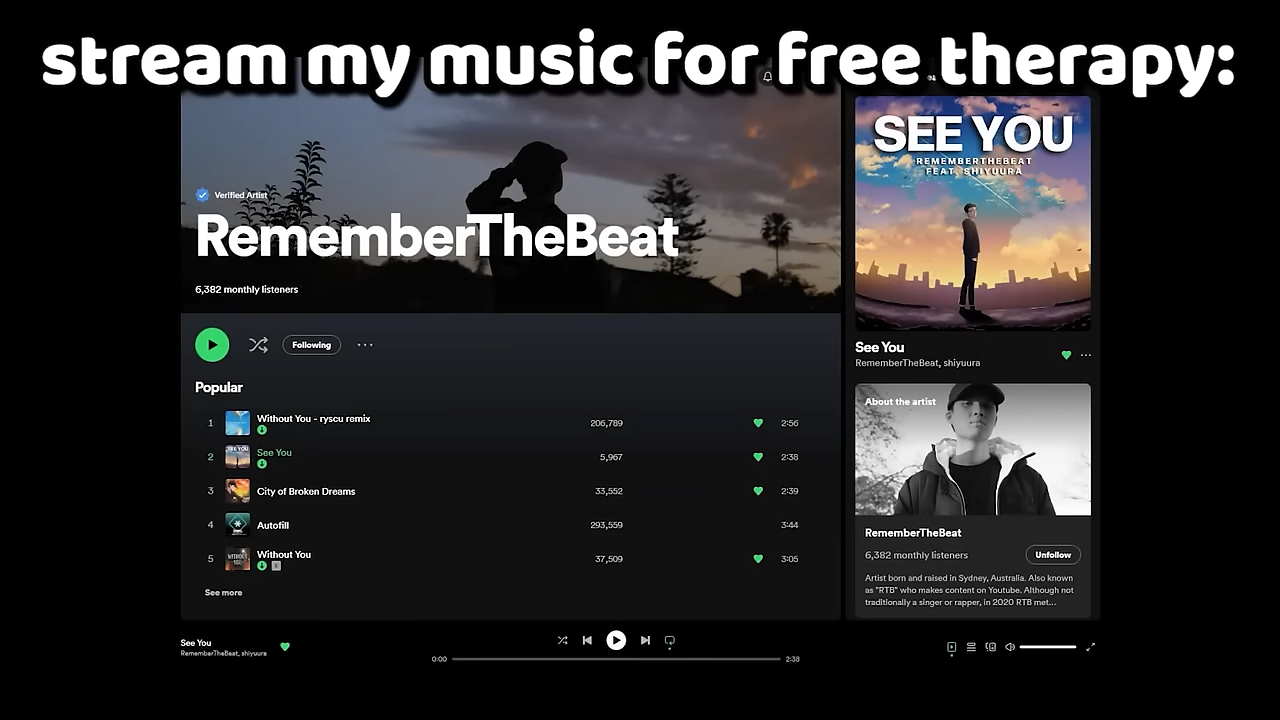 stream my music for free therapy:
Verified Artist
RememberTheBeat
6,382 monthly listeners
Following
Popular
1 Without You - ryscu remix 206,789 2:56
2 See You 5,967 2:38
3 City of Broken Dreams 33,552 2:39
4 Autofill 293,559 3:44
5 Without You 37,509 3:05
See more
SEE YOU
REMEMBERTHEBEAT
FEAT. SHIYUURA
See You
RememberTheBeat, shiyuura
About the artist
RememberTheBeat
6,382 monthly listeners
Unfollow
Artist born and raised in Sydney, Australia. Also known
as "RTB" who makes content on Youtube. Although not
traditionally a singer or rapper, in 2020 RTB met...
See You
RememberTheBeat, shiyuura
0:00 2:38